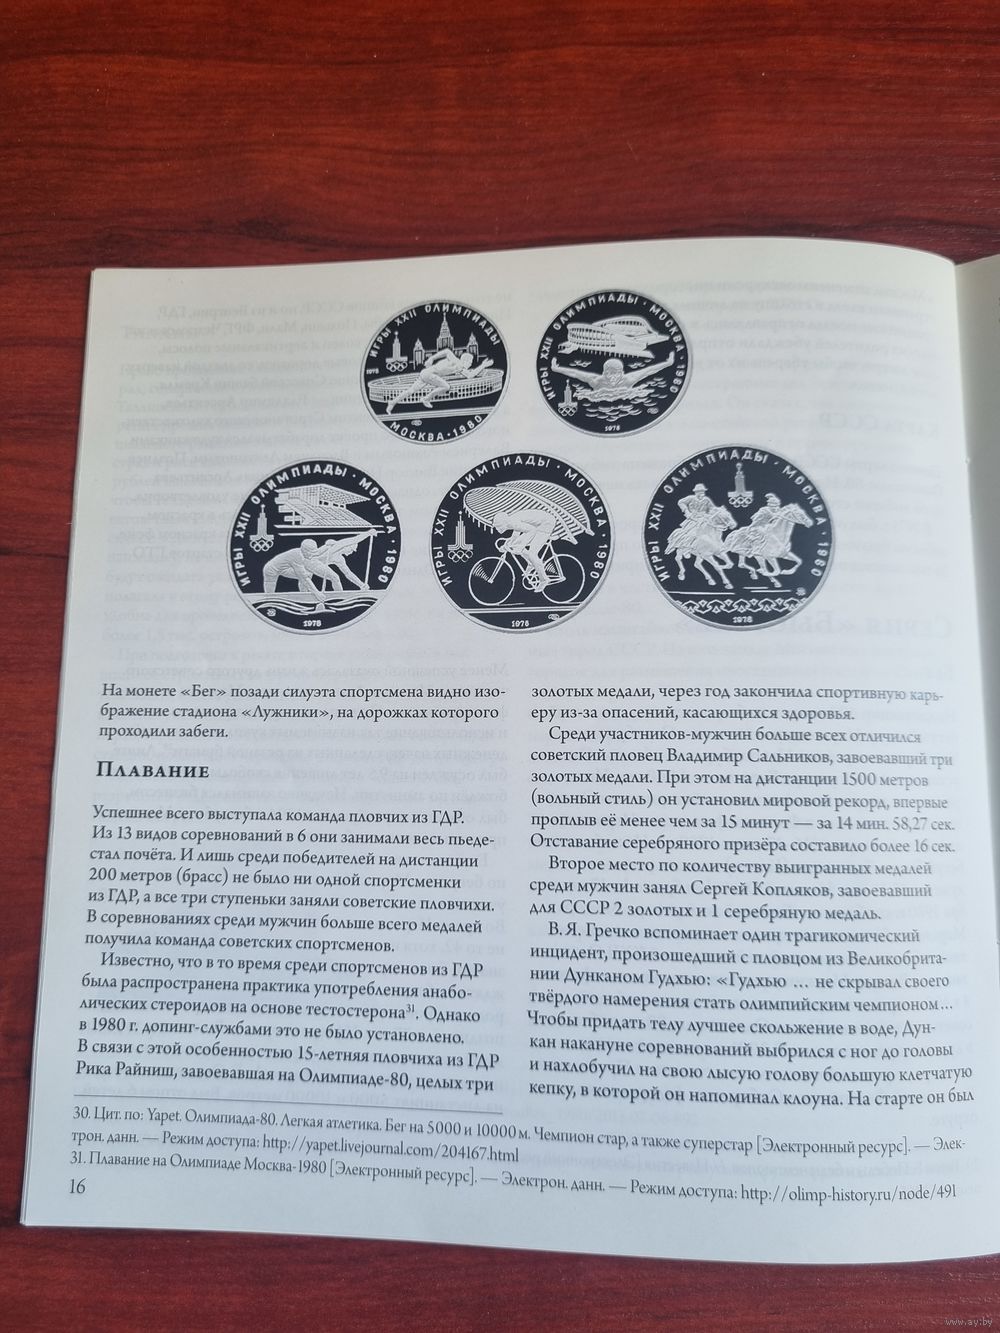 ИГРЫ XXII ОЛИМПИАДЫ
1978
МОСКВА · 1980
ИГРЫ XXII ОЛИМПИАДЫ · МОСКВА · 1980
1978
ИГРЫ XXII ОЛИМПИАДЫ · МОСКВА · 1980
1978
ИГРЫ XXII ОЛИМПИАДЫ · МОСКВА · 1980
1978
ИГРЫ XXII ОЛИМПИАДЫ · МОСКВА · 1980
1978
На монете «Бег» позади силуэта спортсмена видно изо-
бражение стадиона «Лужники», на дорожках которого
проходили забеги.
Плавание
Успешнее всего выступала команда пловчих из ГДР.
Из 13 видов соревнований в 6 они занимали весь пьеде-
стал почёта. И лишь среди победителей на дистанции
200 метров (брасс) не было ни одной спортсменки
из ГДР, а все три ступеньки заняли советские пловчихи.
В соревнованиях среди мужчин больше всего медалей
получила команда советских спортсменов.
Известно, что в то время среди спортсменов из ГДР
была распространена практика употребления анабо-
лических стероидов на основе тестостерона31. Однако
в 1980 г. допинг-службами это не было установлено.
В связи с этой особенностью 15-летняя пловчиха из ГДР
Рика Райниш, завоевавшая на Олимпиаде-80, целых три
золотых медали, через год закончила спортивную карь-
еру из-за опасений, касающихся здоровья.
Среди участников-мужчин больше всех отличился
советский пловец Владимир Сальников, завоевавший три
золотых медали. При этом на дистанции 1500 метров
(вольный стиль) он установил мировой рекорд, впервые
проплыв её менее чем за 15 минут — за 14 мин. 58,27 сек.
Отставание серебряного призёра составило более 16 сек.
Второе место по количеству выигранных медалей
среди мужчин занял Сергей Копляков, завоевавший
для СССР 2 золотых и 1 серебряную медаль.
В. Я. Гречко вспоминает один трагикомический
инцидент, произошедший с пловцом из Великобрита-
нии Дунканом Гудхью: «Гудхью ... не скрывал своего
твёрдого намерения стать олимпийским чемпионом...
Чтобы придать телу лучшее скольжение в воде, Дун-
кан накануне соревнований выбрился с ног до головы
и нахлобучил на свою лысую голову большую клетчатую
кепку, в которой он напоминал клоуна. На старте он был
30. Цит. по: Yapet. Олимпиада-80. Легкая атлетика. Бег на 5000 и 10000 м. Чемпион стар, а также суперстар [Электронный ресурс]. — Элек-
трон. данн. — Режим доступа: http://yapet.livejournal.com/204167.html
31. Плавание на Олимпиаде Москва-1980 [Электронный ресурс]. — Электрон. данн. — Режим доступа: http://olimp-history.ru/node/491
16
www.ay.by